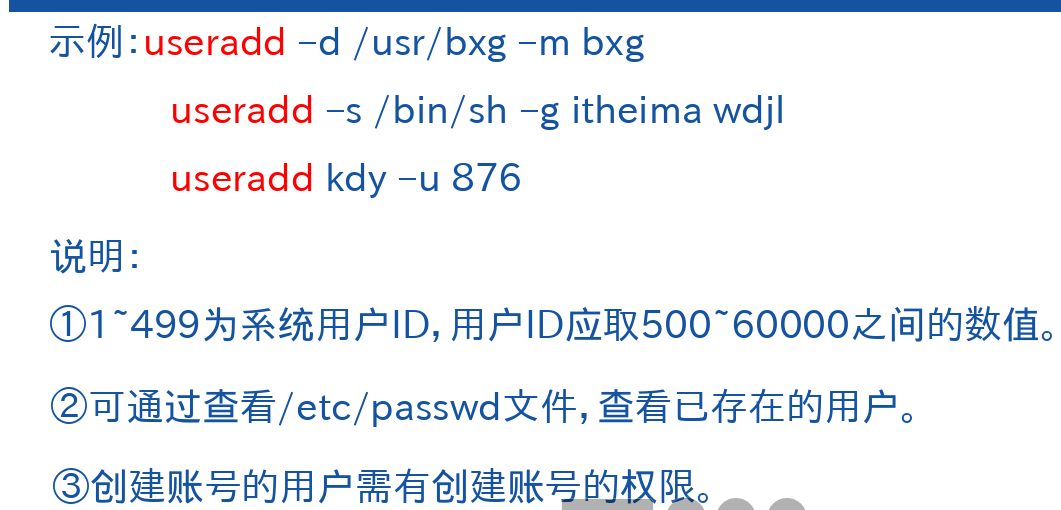 示例:useradd –d /usr/bxg –m bxg
useradd –s /bin/sh –g itheima wdjl
useradd kdy –u 876
说明:
①1~499为系统用户ID,用户ID应取500~60000之间的数值。
②可通过查看/etc/passwd文件,查看已存在的用户。
③创建账号的用户需有创建账号的权限。